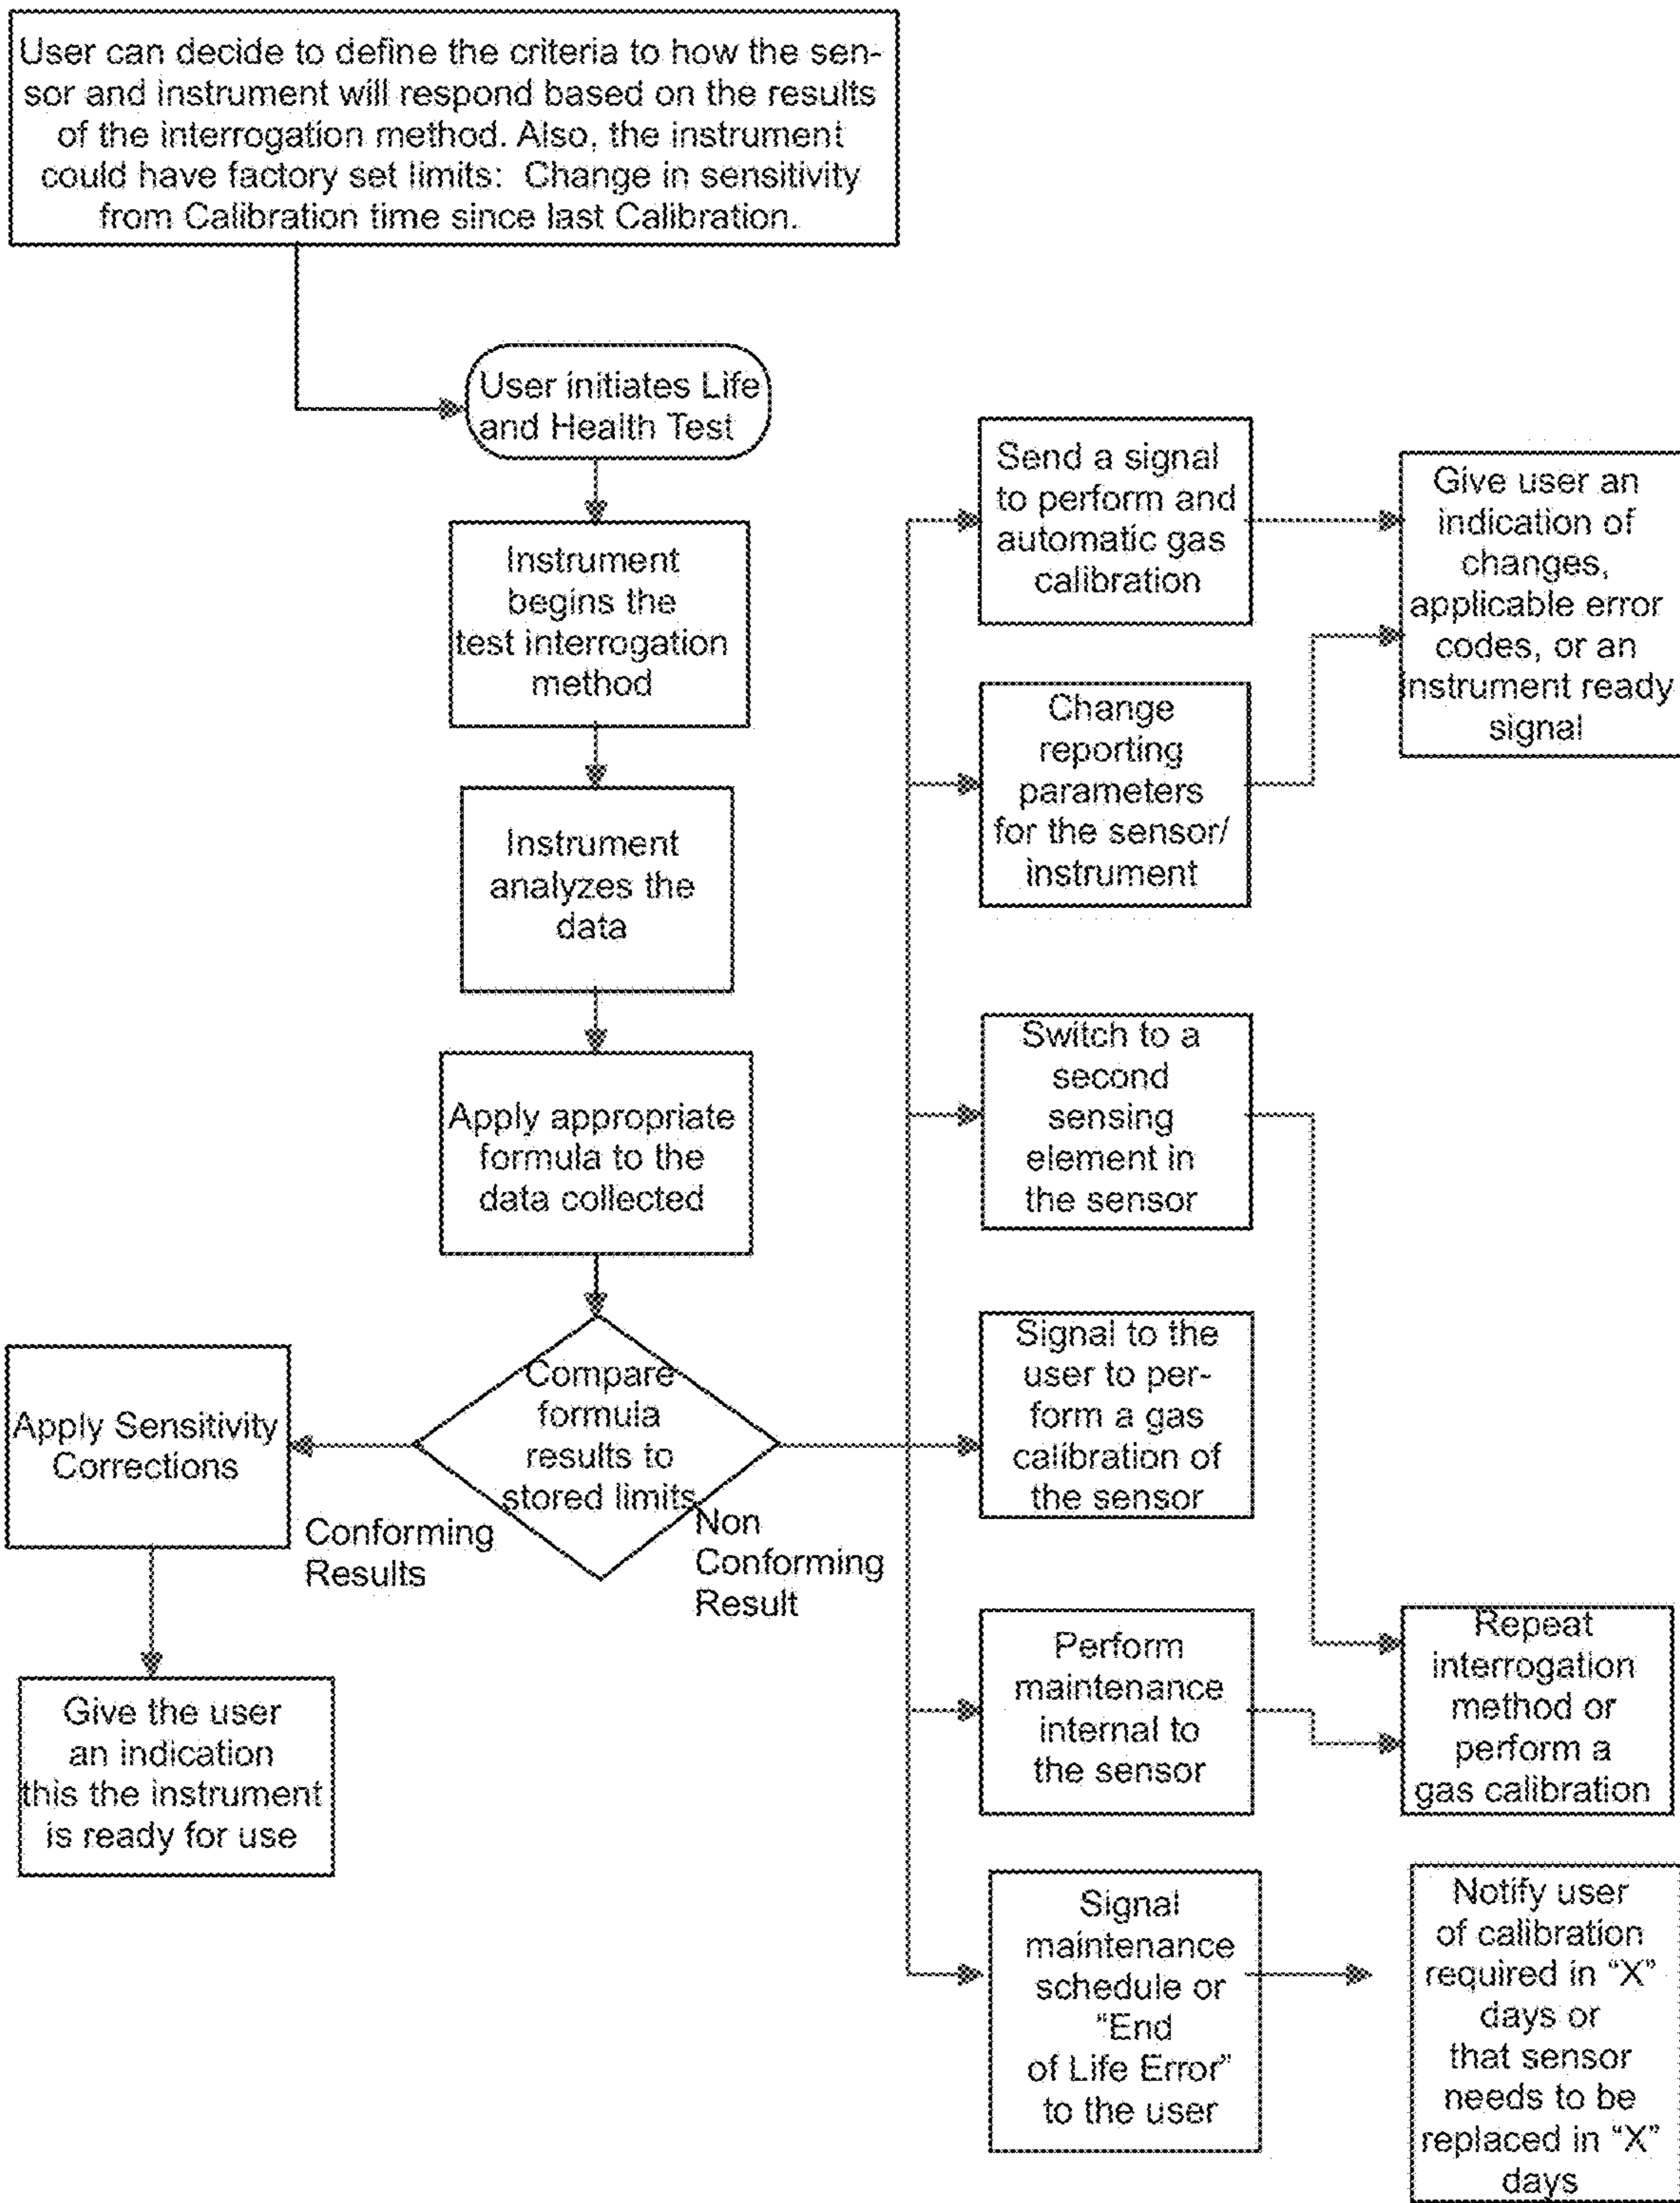 User can decide to define the criteria to how the sen-
sor and instrument will respond based on the results
of the interrogation method. Also, the instrument
could have factory set limits: Change in sensitivity
from Calibration time since last Calibration.
User initiates Life
and Health Test
Instrument
begins the
test interrogation
method
Instrument
analyzes the
data
Apply appropriate
formula to the
data collected
Compare
formula
results to
stored limits
Conforming
Results
Non
Conforming
Result
Apply Sensitivity
Corrections
Give the user
an indication
this the instrument
is ready for use
Send a signal
to perform and
automatic gas
calibration
Change
reporting
parameters
for the sensor/
instrument
Give user an
indication of
changes,
applicable error
codes, or an
instrument ready
signal
Switch to a
second
sensing
element in
the sensor
Signal to the
user to per-
form a gas
calibration of
the sensor
Perform
maintenance
internal to
the sensor
Repeat
interrogation
method or
perform a
gas calibration
Signal
maintenance
schedule or
“End
of Life Error”
to the user
Notify user
of calibration
required in “X”
days or
that sensor
needs to be
replaced in “X”
days